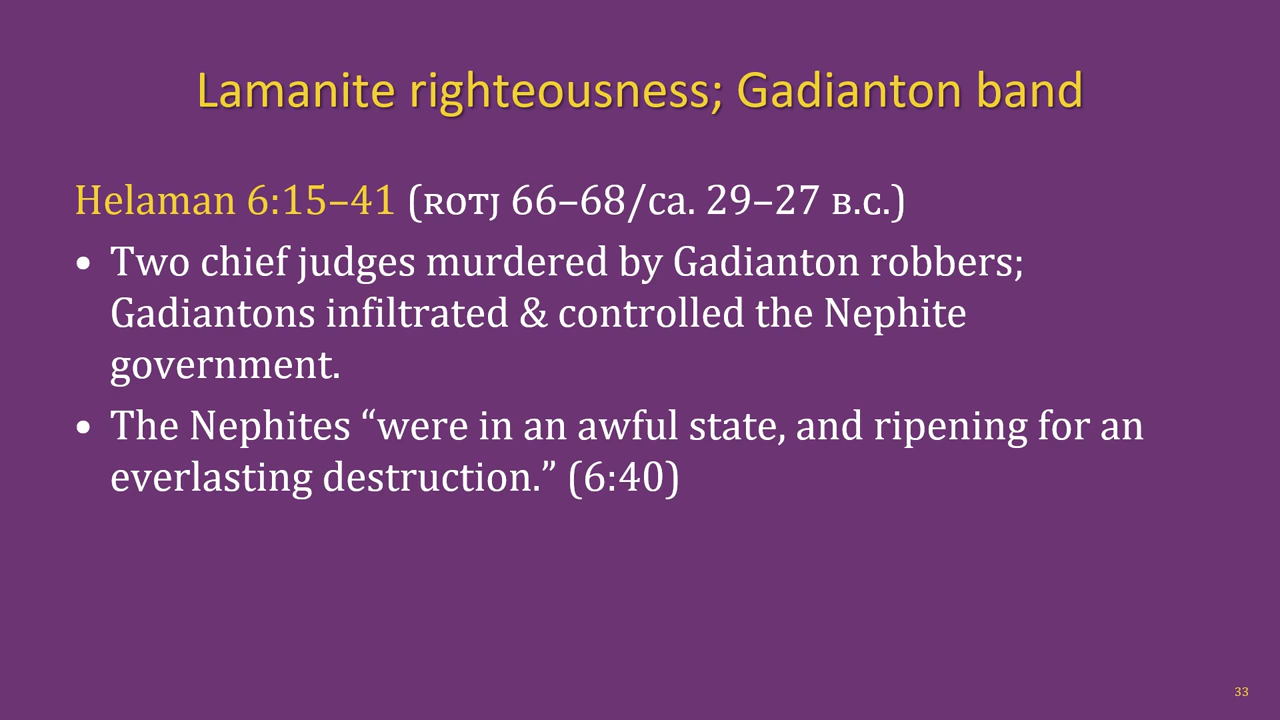 Lamanite righteousness; Gadianton band
Helaman 6:15–41 (ROTJ 66–68/ca. 29–27 B.C.)
• Two chief judges murdered by Gadianton robbers;
Gadiantons infiltrated & controlled the Nephite
government.
• The Nephites “were in an awful state, and ripening for an
everlasting destruction.” (6:40)
33